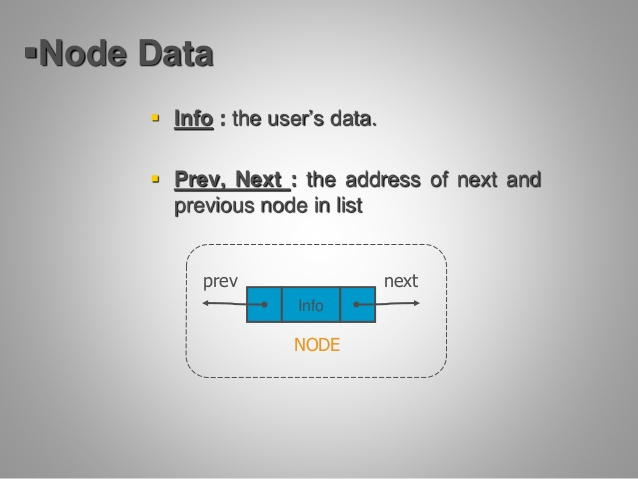 ▪Node Data
▪ Info : the user’s data.
▪ Prev, Next : the address of next and
previous node in list
prev
next
Info
NODE